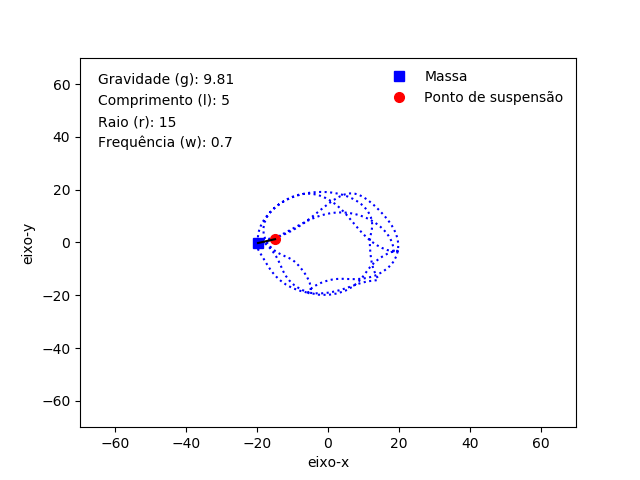 Gravidade (g): 9.81
Comprimento (l): 5
Raio (r): 15
Frequência (w): 0.7
Massa
Ponto de suspensão
60
40
20
0
−20
−40
−60
eixo-y
−60
−40
−20
0
20
40
60
eixo-x